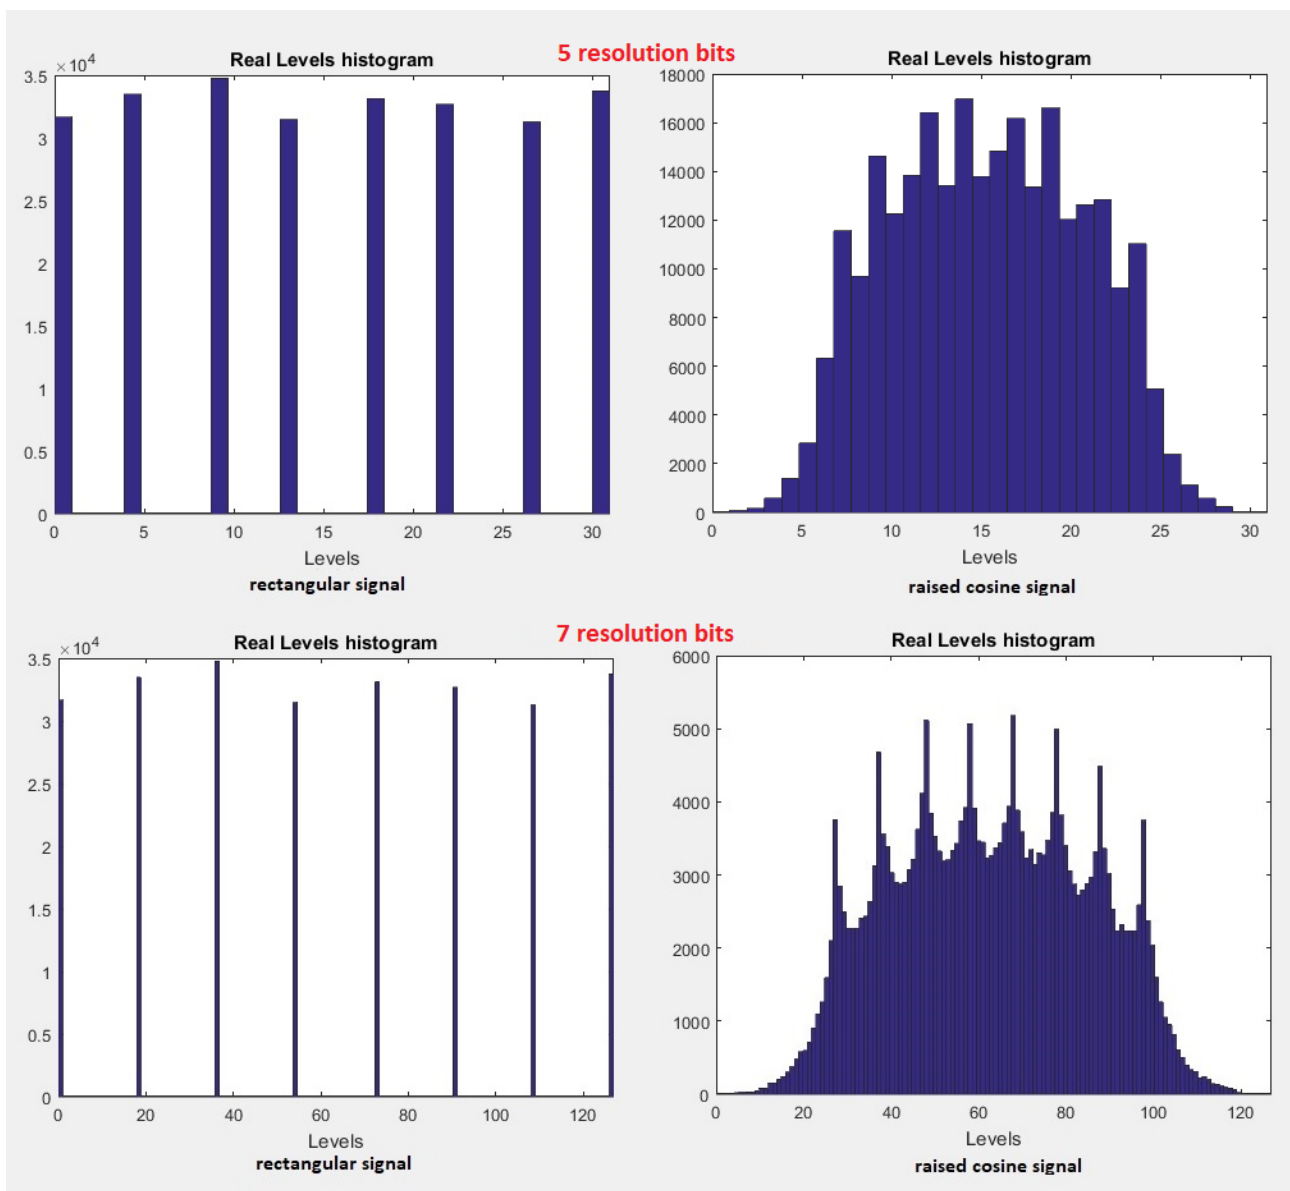 5 resolution bits
Real Levels histogram
×10⁴
3.5
3
2.5
2
1.5
1
0.5
0
0 5 10 15 20 25 30
Levels
rectangular signal
Real Levels histogram
18000
16000
14000
12000
10000
8000
6000
4000
2000
0
0 5 10 15 20 25 30
Levels
raised cosine signal
7 resolution bits
Real Levels histogram
×10⁴
3.5
3
2.5
2
1.5
1
0.5
0
0 20 40 60 80 100 120
Levels
rectangular signal
Real Levels histogram
6000
5000
4000
3000
2000
1000
0
0 20 40 60 80 100 120
Levels
raised cosine signal